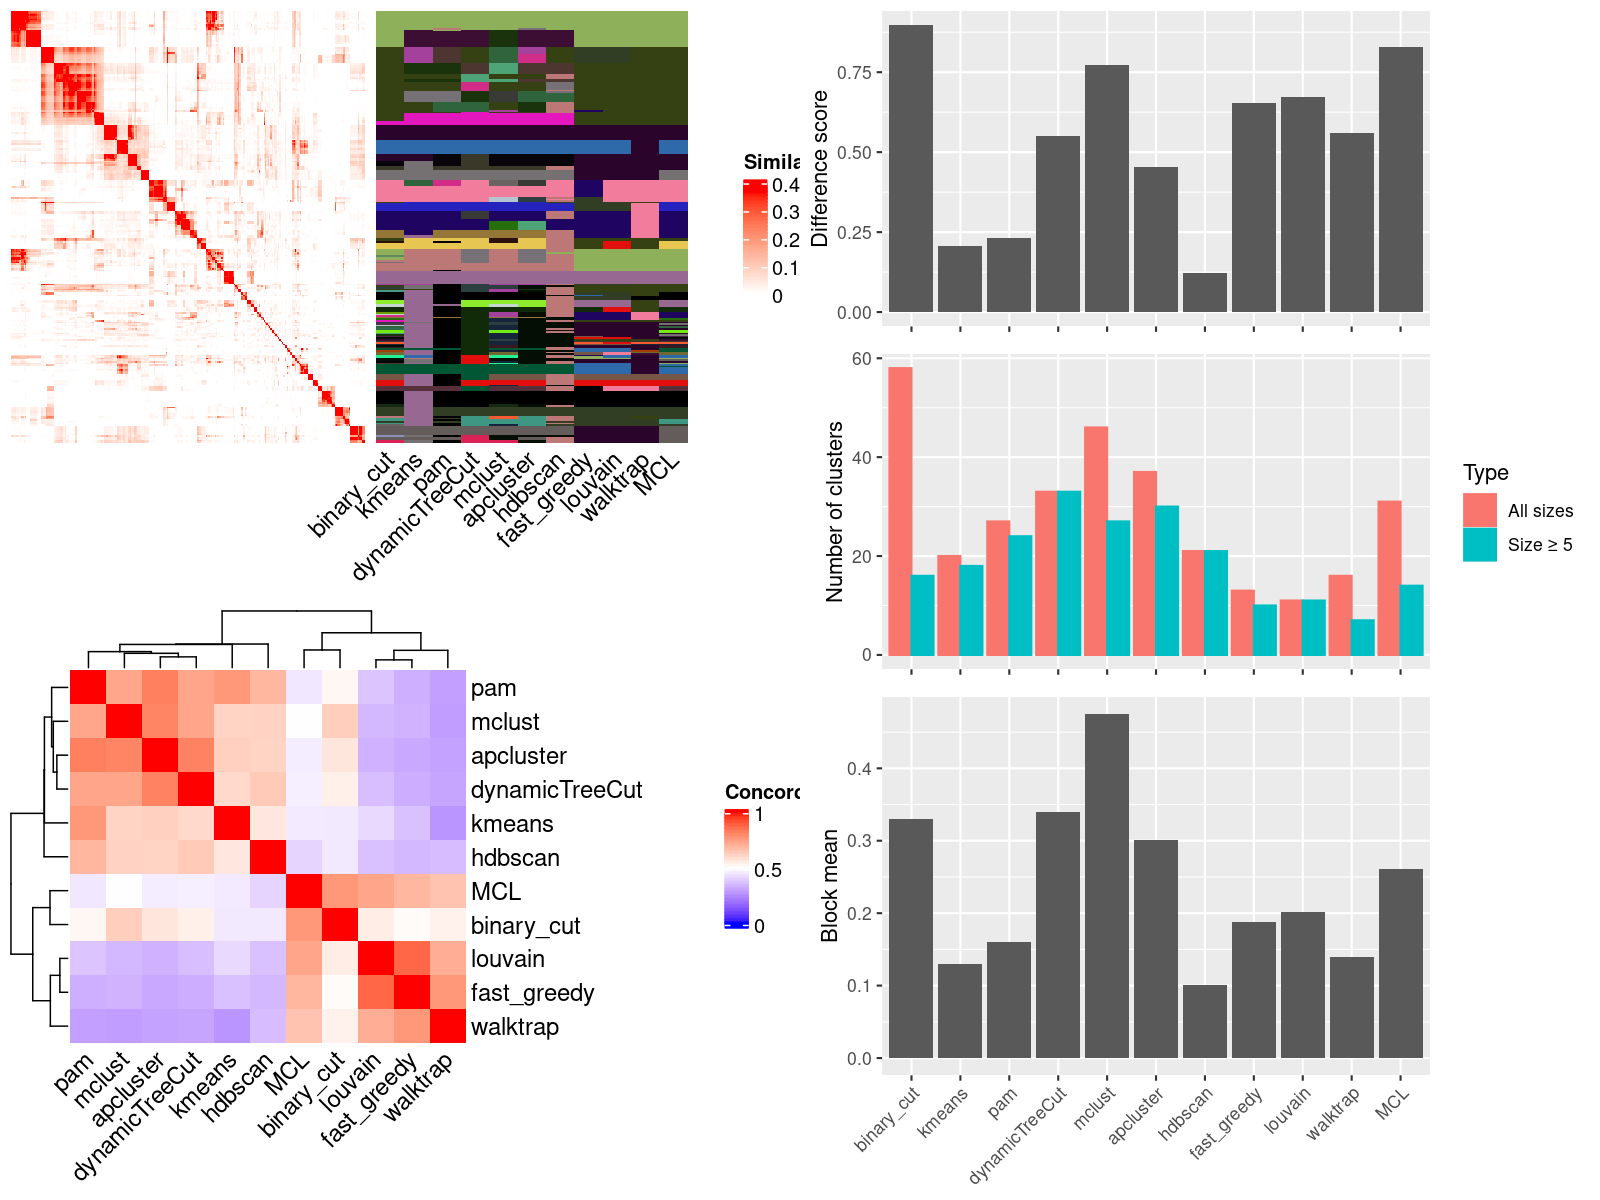 Simila
0.4
0.3
0.2
0.1
0
binary_cut
kmeans
pam
dynamicTreeCut
mclust
apcluster
hdbscan
fast_greedy
louvain
walktrap
MCL
pam
mclust
apcluster
dynamicTreeCut
kmeans
hdbscan
MCL
binary_cut
louvain
fast_greedy
walktrap
pam
mclust
apcluster
dynamicTreeCut
kmeans
hdbscan
MCL
binary_cut
louvain
fast_greedy
walktrap
Concord
1
0.5
0
Difference score
0.75
0.50
0.25
0.00
Number of clusters
60
40
20
0
Type
All sizes
Size ≥ 5
Block mean
0.4
0.3
0.2
0.1
0.0
binary_cut
kmeans
pam
dynamicTreeCut
mclust
apcluster
hdbscan
fast_greedy
louvain
walktrap
MCL